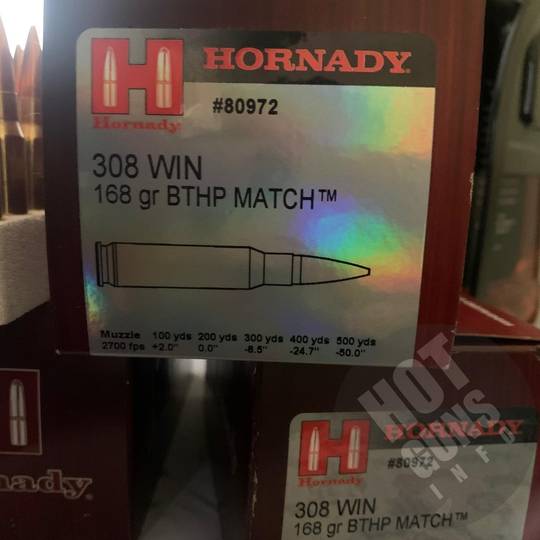 HORNADY®
Hornady
#80972
308 WIN
168 gr BTHP MATCH™
Muzzle 100 yds 200 yds 300 yds 400 yds 500 yds
2700 fps +2.0" 0.0" -8.5" -24.7" -50.0"
HORNADY
Hornady
#80972
308 WIN
168 gr BTHP MATCH™
nady.
HOT
GUNS
INFO